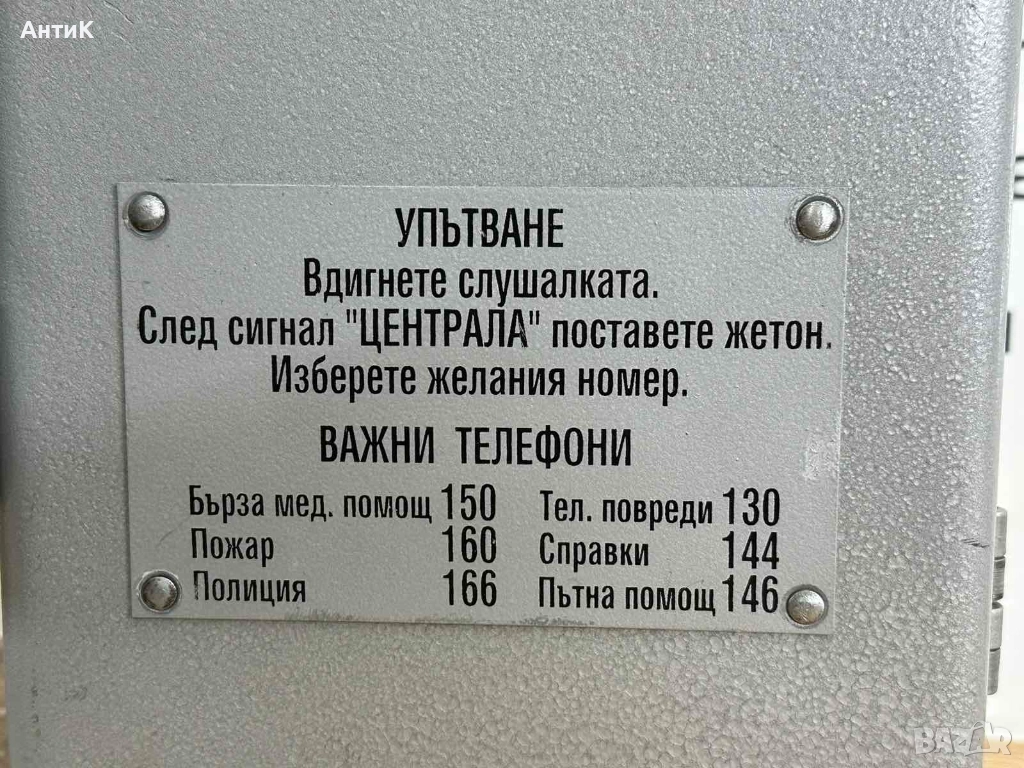 АнтиК
УПЪТВАНЕ
Вдигнете слушалката.
След сигнал "ЦЕНТРАЛА" поставете жетон.
Изберете желания номер.
ВАЖНИ ТЕЛЕФОНИ
Бърза мед. помощ 150 Тел. повреди 130
Пожар 160 Справки 144
Полиция 166 Пътна помощ 146
BAZAR